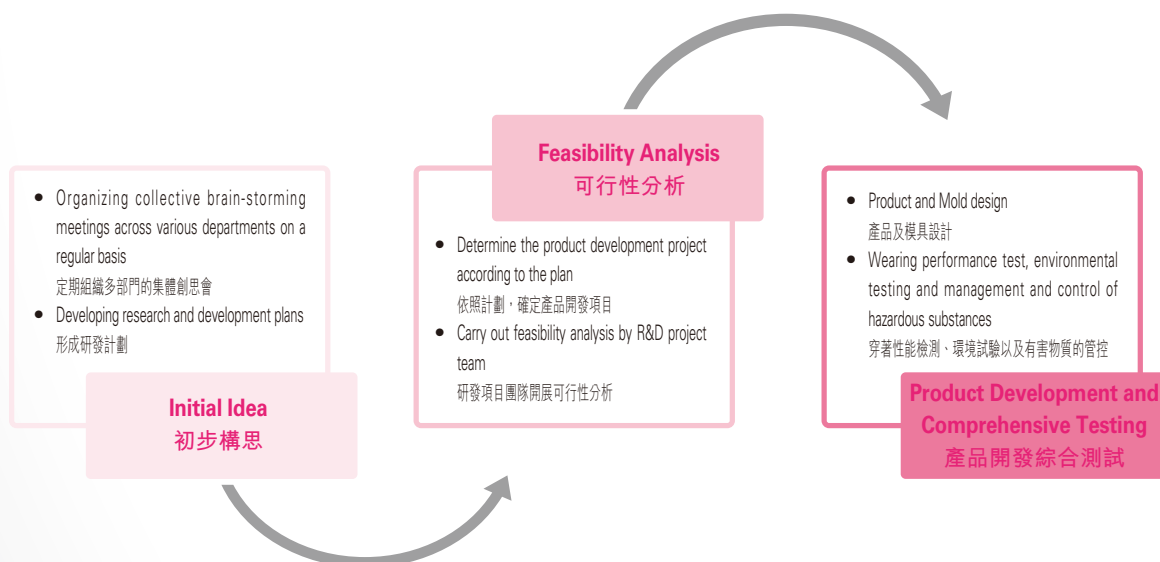 • Organizing collective brain-storming
meetings across various departments on a
regular basis
定期組織多部門的集體創思會
• Developing research and development plans
形成研發計劃
Initial Idea
初步構思
Feasibility Analysis
可行性分析
• Determine the product development project
according to the plan
依照計劃，確定產品開發項目
• Carry out feasibility analysis by R&D project
team
研發項目團隊開展可行性分析
• Product and Mold design
產品及模具設計
• Wearing performance test, environmental
testing and management and control of
hazardous substances
穿著性能檢測、環境試驗以及有害物質的管控
Product Development and
Comprehensive Testing
產品開發綜合測試